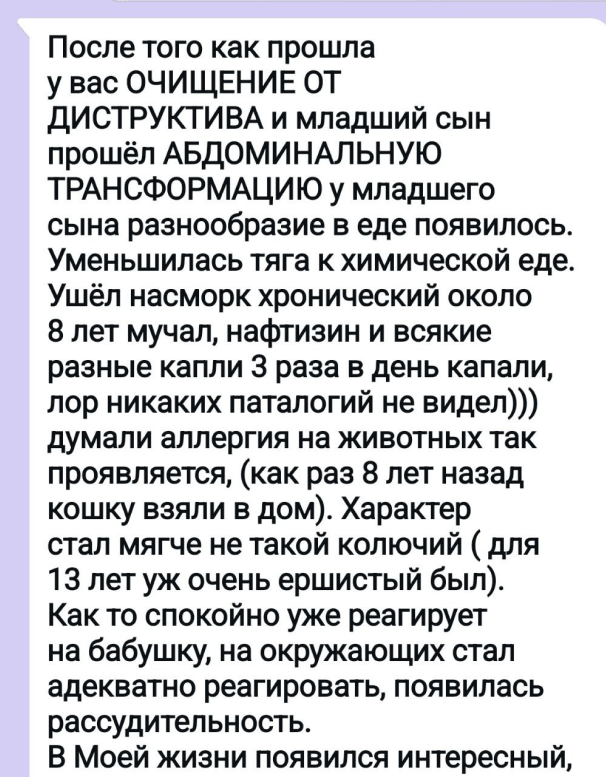 После того как прошла
у вас ОЧИЩЕНИЕ ОТ
ДИСТРУКТИВА и младший сын
прошёл АБДОМИНАЛЬНУЮ
ТРАНСФОРМАЦИЮ у младшего
сына разнообразие в еде появилось.
Уменьшилась тяга к химической еде.
Ушёл насморк хронический около
8 лет мучал, нафтизин и всякие
разные капли 3 раза в день капали,
лор никаких паталогий не видел)))
думали аллергия на животных так
проявляется, (как раз 8 лет назад
кошку взяли в дом). Характер
стал мягче не такой колючий ( для
13 лет уж очень ершистый был).
Как то спокойно уже реагирует
на бабушку, на окружающих стал
адекватно реагировать, появилась
рассудительность.
В Моей жизни появился интересный,